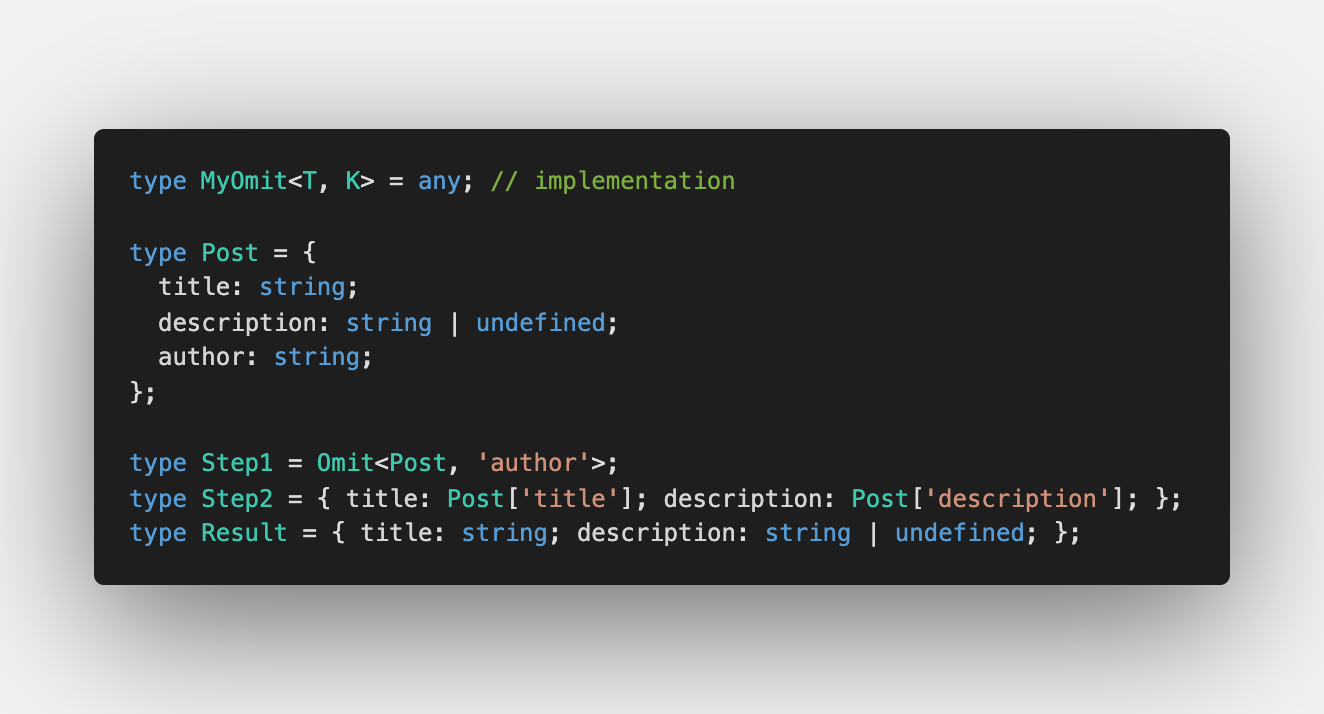 type MyOmit<T, K> = any; // implementation
type Post = {
  title: string;
  description: string | undefined;
  author: string;
};
type Step1 = Omit<Post, 'author'>;
type Step2 = { title: Post['title']; description: Post['description']; };
type Result = { title: string; description: string | undefined; };